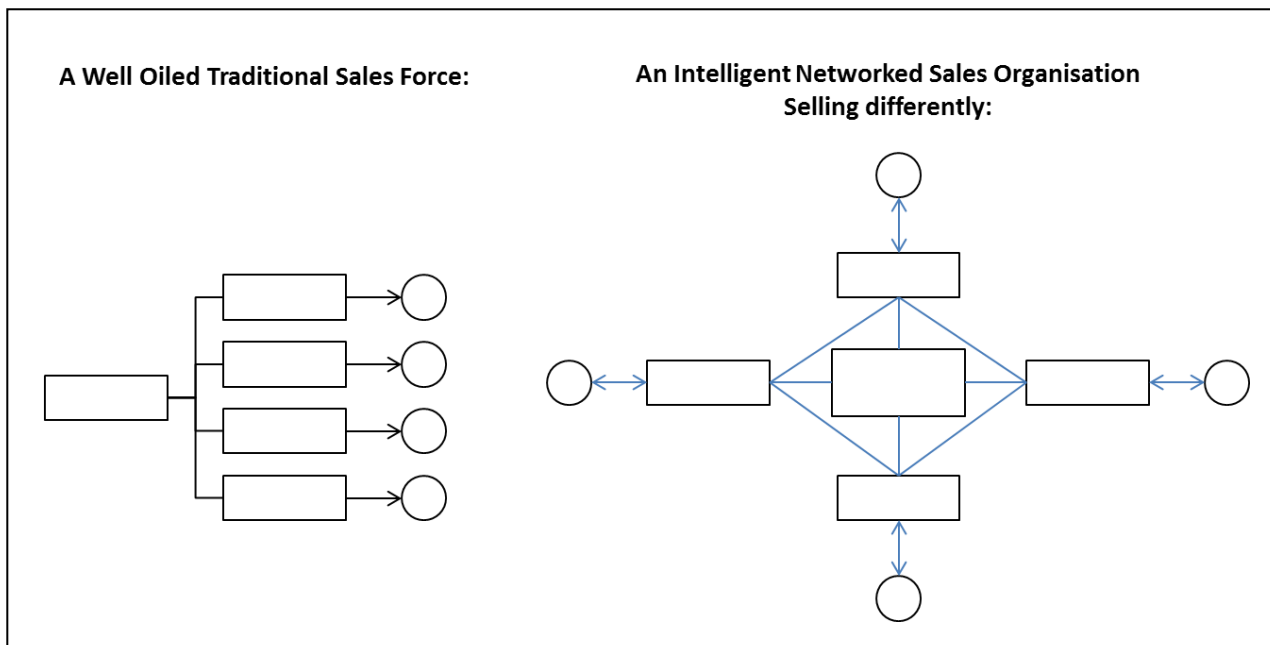 A Well Oiled Traditional Sales Force:
An Intelligent Networked Sales Organisation
Selling differently: